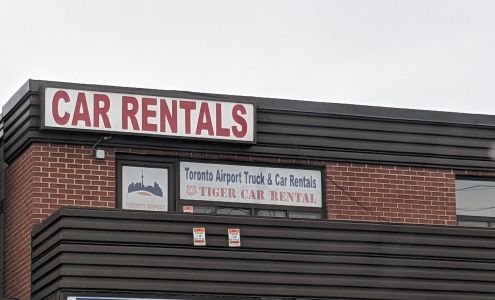 CAR RENTALS
Toronto Airport Truck & Car Rentals
TIGER CAR RENTAL
TORONTO AIRPORT